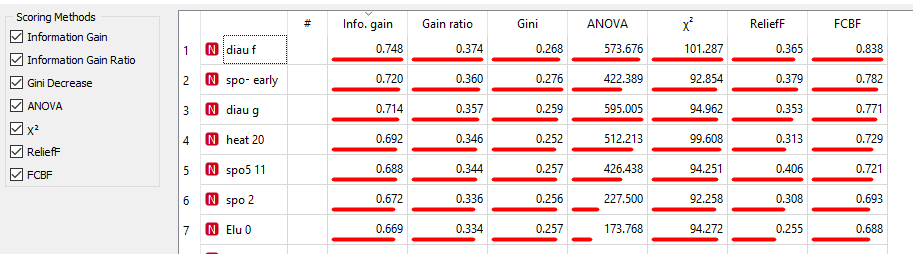 Scoring Methods
Information Gain
Information Gain Ratio
Gini Decrease
ANOVA
χ²
ReliefF
FCBF
# Info. gain Gain ratio Gini ANOVA χ² ReliefF FCBF
1 N diau f 0.748 0.374 0.268 573.676 101.287 0.365 0.838
2 N spo- early 0.720 0.360 0.276 422.389 92.854 0.379 0.782
3 N diau g 0.714 0.357 0.259 595.005 94.962 0.353 0.771
4 N heat 20 0.692 0.346 0.252 512.213 99.608 0.313 0.729
5 N spo5 11 0.688 0.344 0.257 426.438 94.251 0.406 0.721
6 N spo 2 0.672 0.336 0.256 227.500 92.258 0.308 0.693
7 N Elu 0 0.669 0.334 0.257 173.768 94.272 0.255 0.688